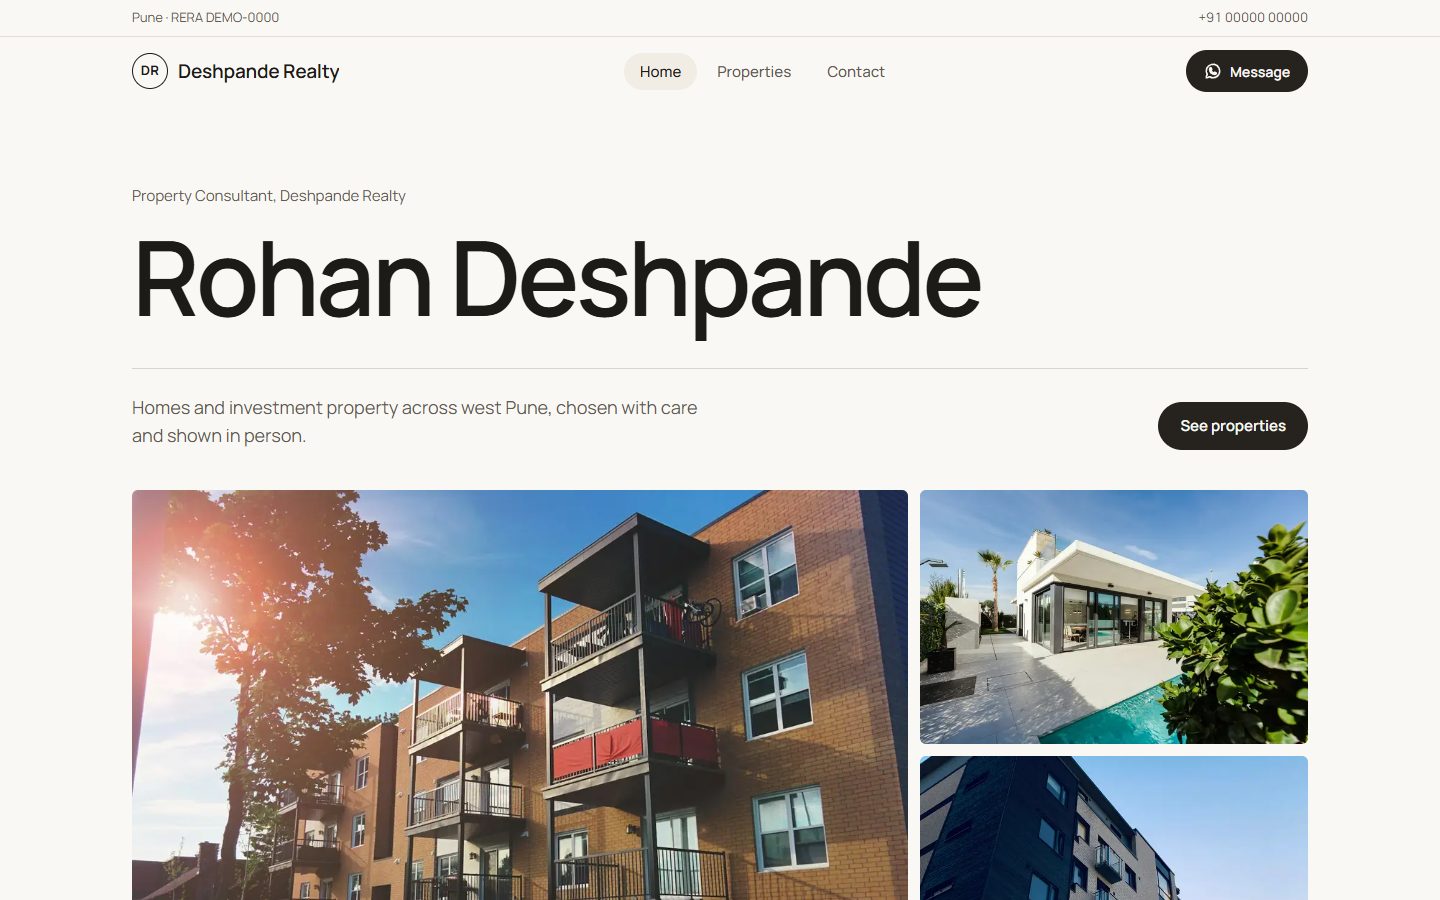 Pune · RERA DEMO-0000
+91 00000 00000
DR
Deshpande Realty
Home
Properties
Contact
Message
Property Consultant, Deshpande Realty
Rohan Deshpande
Homes and investment property across west Pune, chosen with care
and shown in person.
See properties